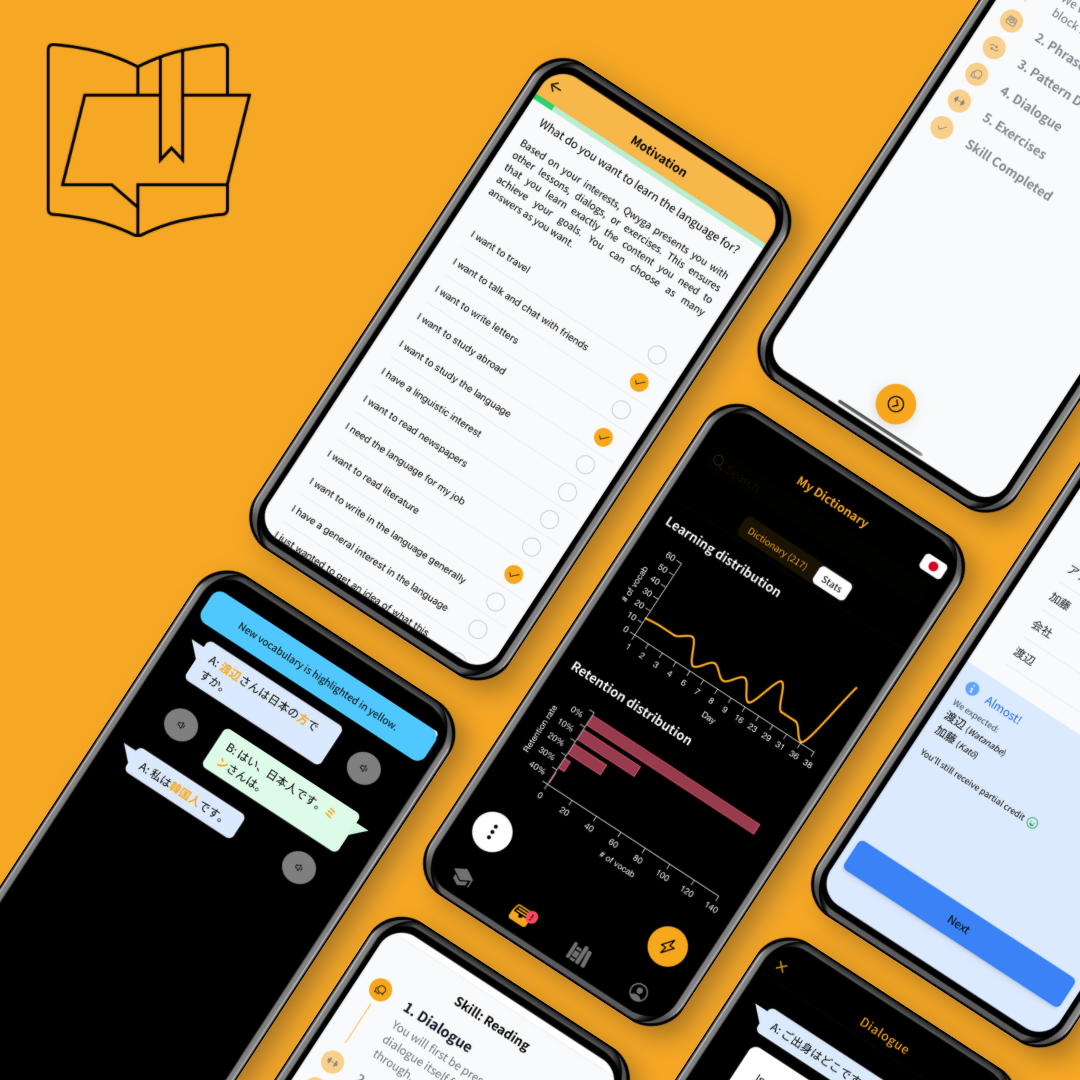 Motivation
What do you want to learn the language for?
Based on your interests, Qwyga presents you with
other lessons, dialogs, or exercises. This ensures
that you learn exactly the content you need to
achieve your goals. You can choose as many
answers as you want.
I want to travel
I want to talk and chat with friends
I want to write letters
I want to study abroad
I want to study the language
I have a linguistic interest
I want to read newspapers
I need the language for my job
I want to read literature
I want to write in the language generally
I have a general interest in the language
I just wanted to get an idea of what this
block
2. Phrase
3. Pattern D
4. Dialogue
5. Exercises
Skill Completed
Search
My Dictionary
Dictionary (217)
Stats
Learning distribution
# of vocab
60
50
40
30
20
10
0
1 2 3 4 6 7 8 9 16 23 29 31 36 38
Day
Retention distribution
Retention rate
0%
10%
20%
30%
40%
0 20 40 60 80 100 120 140
# of vocab
New vocabulary is highlighted in yellow.
A: 渡辺さんは日本の方で
すか。
B: はい、日本人です。 ミ
ンさんは。
A: 私は韓国人です。
加藤
会社
渡辺
Almost!
We expected:
渡辺 (Watanabe)
加藤 (Katō)
You'll still receive partial credit
Next
Skill: Reading
1. Dialogue
You will first be pres
dialogue itself
through.
Dialogue
A: ご出身はどこです